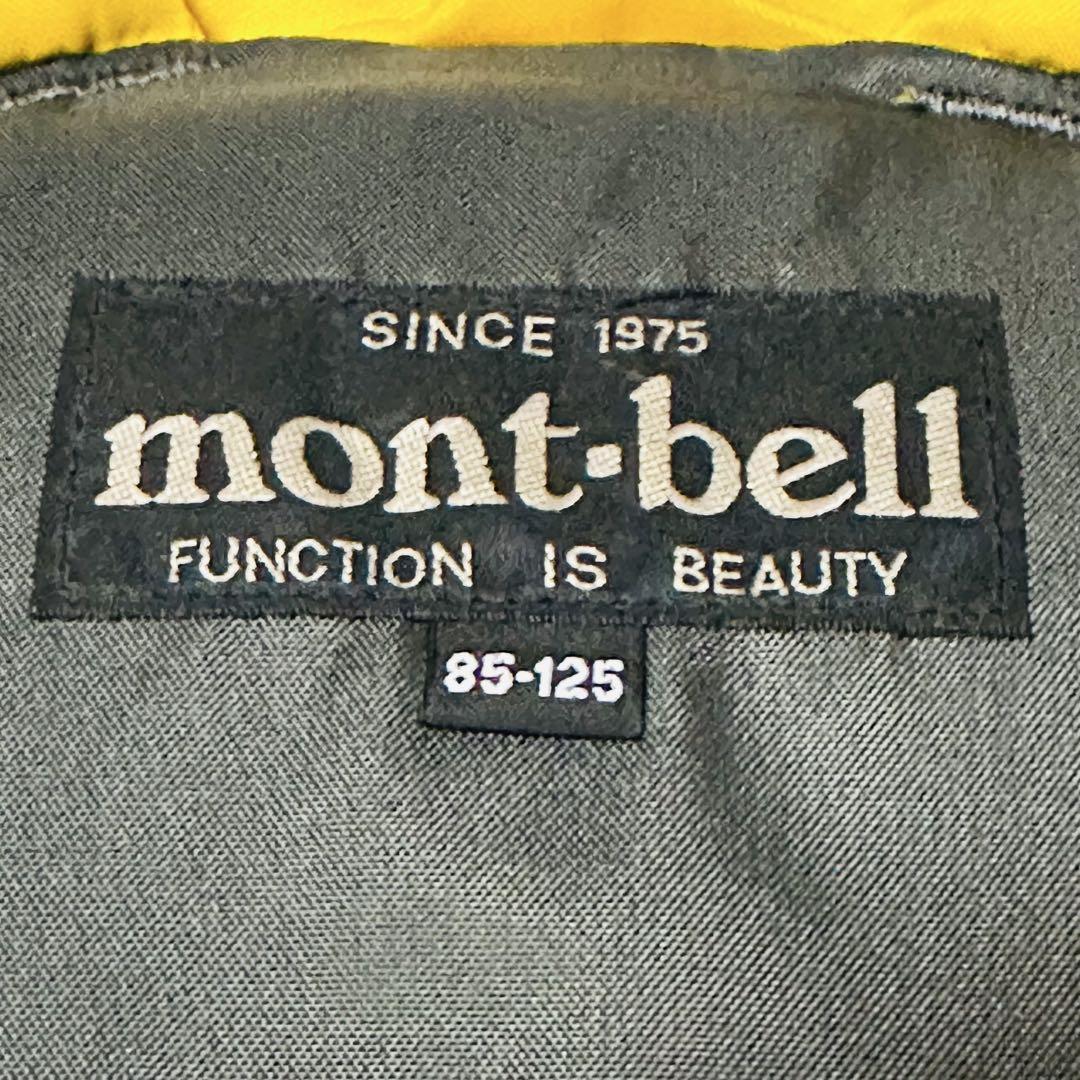 SINCE 1975
mont·bell
FUNCTION IS BEAUTY
85-125